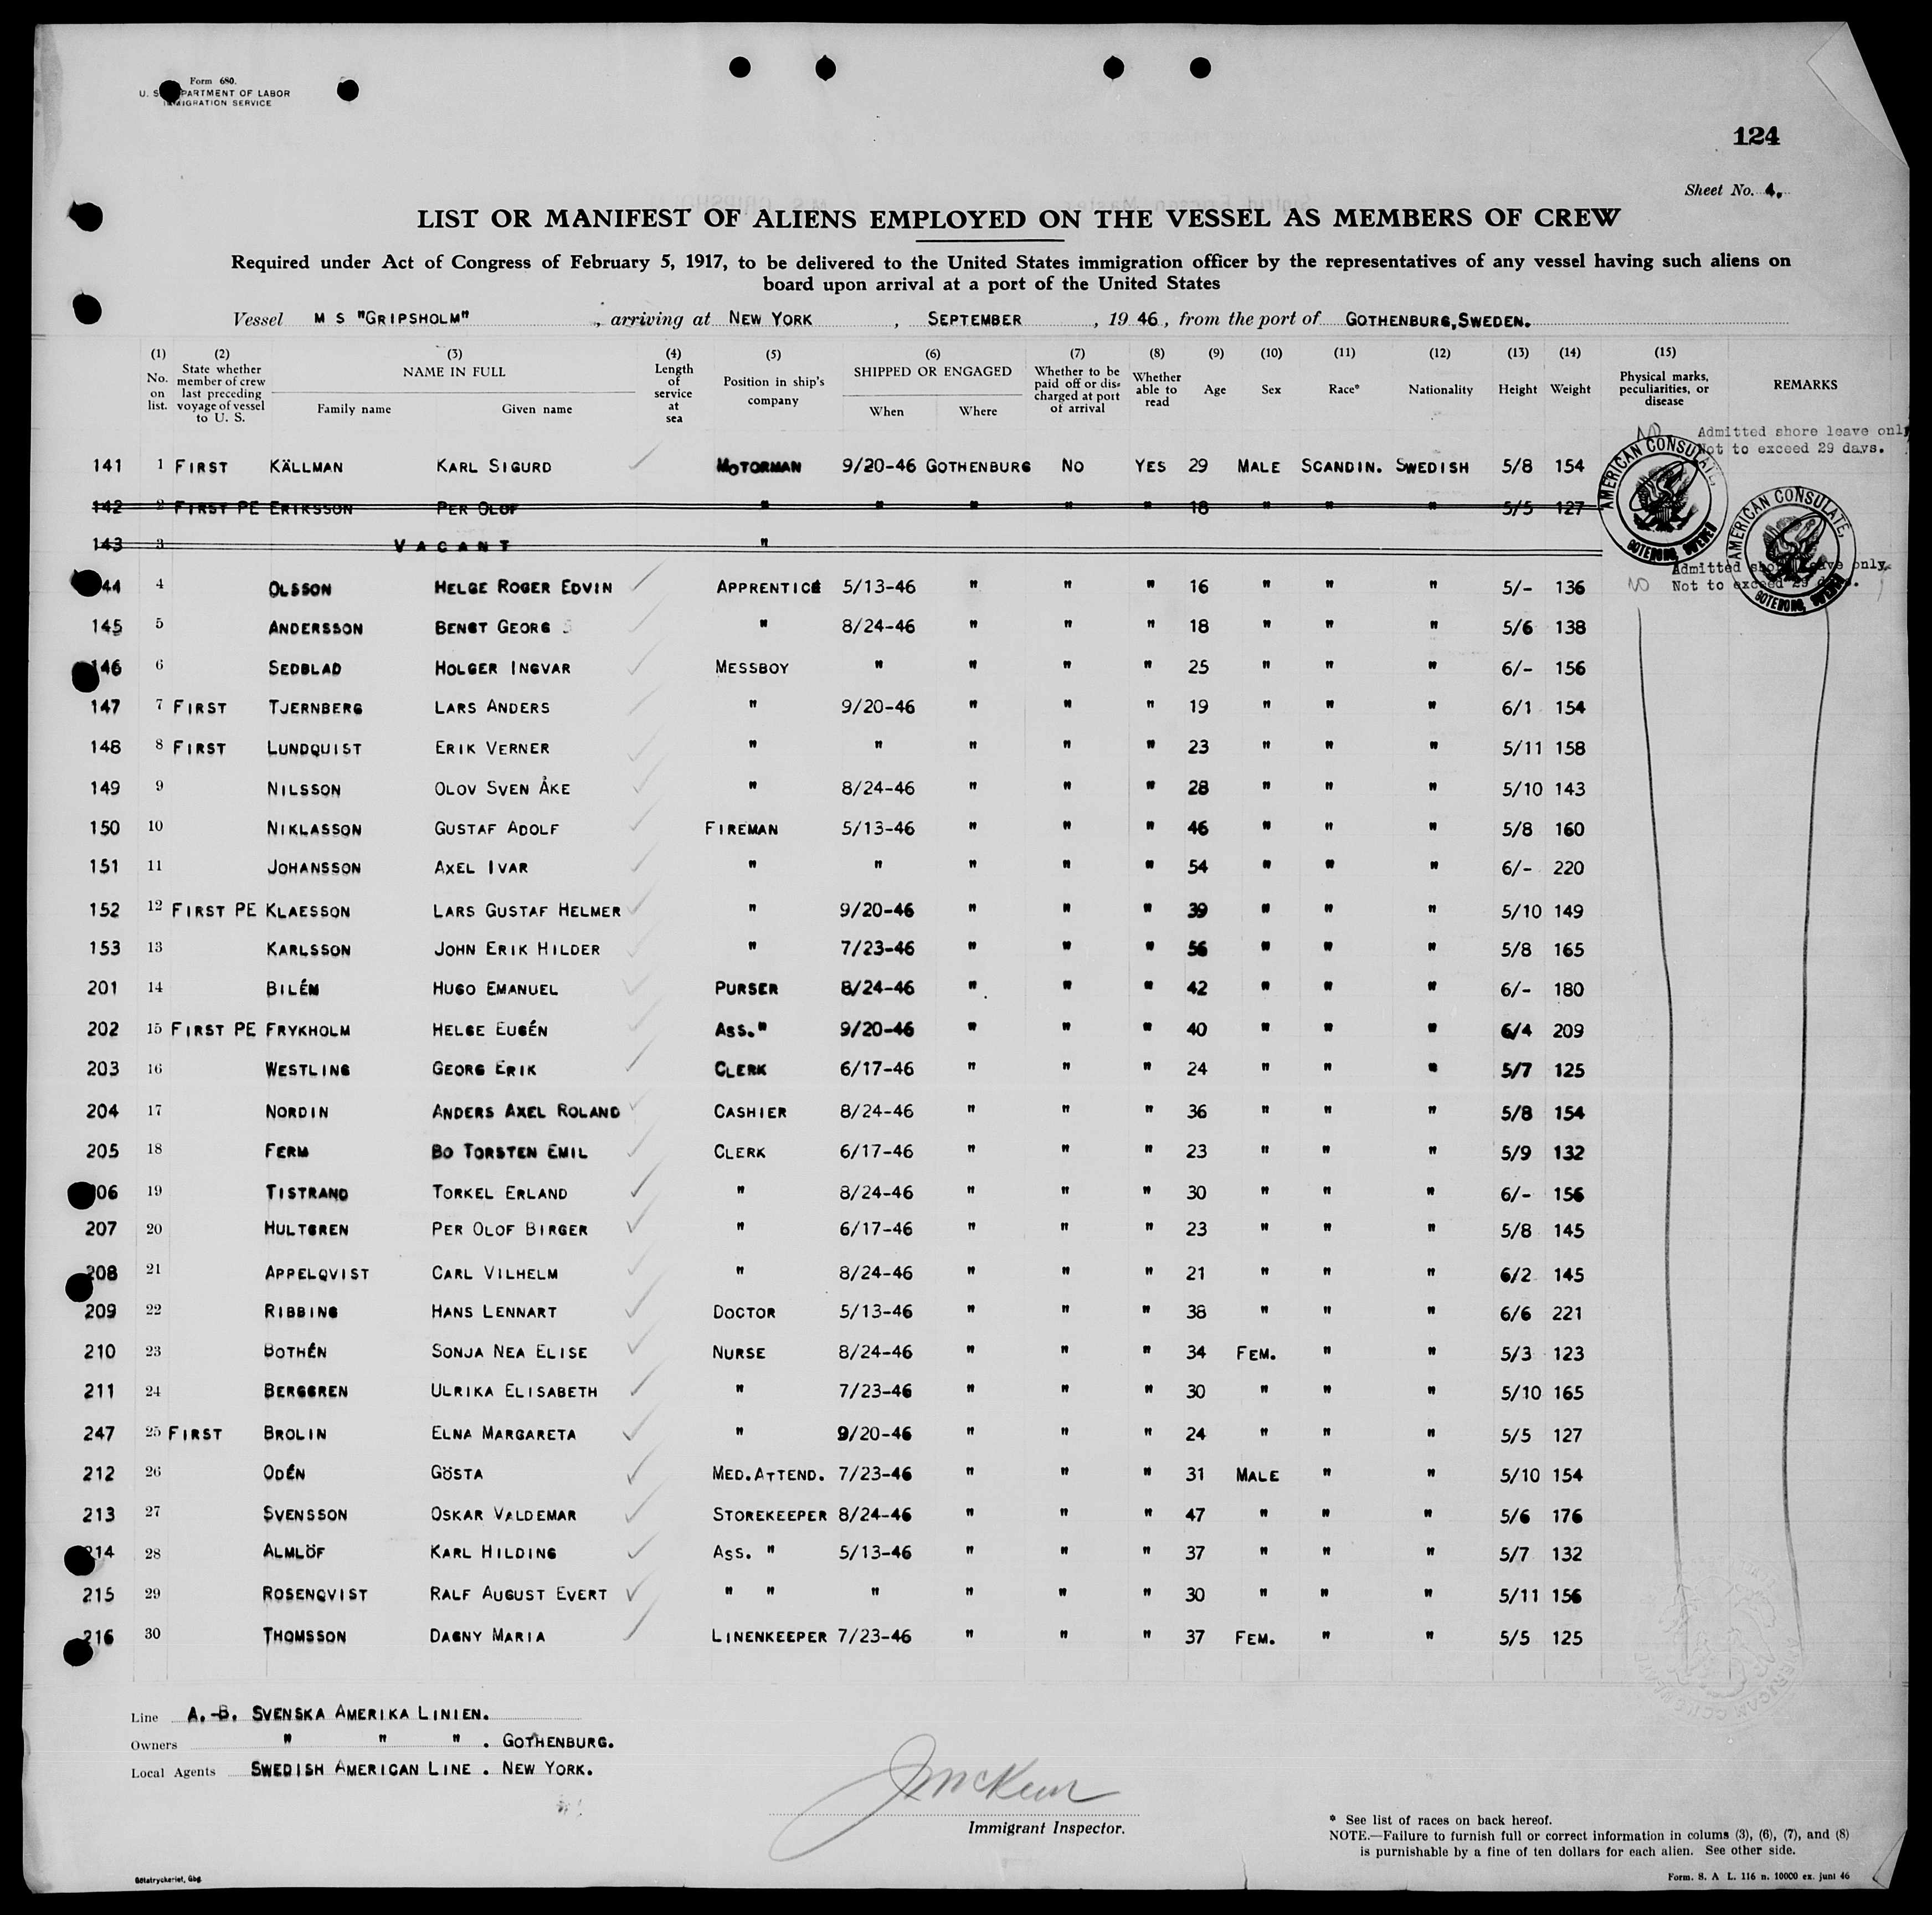 Form 680.
U. S. DEPARTMENT OF LABOR
IMMIGRATION SERVICE
124
Sheet No. 4.
LIST OR MANIFEST OF ALIENS EMPLOYED ON THE VESSEL AS MEMBERS OF CREW
Required under Act of Congress of February 5, 1917, to be delivered to the United States immigration officer by the representatives of any vessel having such aliens on
board upon arrival at a port of the United States
Vessel M S "GRIPSHOLM" , arriving at NEW YORK , SEPTEMBER , 19 46 , from the port of GOTHENBURG, SWEDEN.
(1) No. on list. (2) State whether member of crew last preceding voyage of vessel to U. S. (3) NAME IN FULL Family name Given name (4) Length of service at sea (5) Position in ship's company (6) SHIPPED OR ENGAGED When Where (7) Whether to be paid off or discharged at port of arrival (8) Whether able to read (9) Age (10) Sex (11) Race* (12) Nationality (13) Height (14) Weight (15) Physical marks, peculiarities, or disease REMARKS
NO Admitted shore leave only
Not to exceed 29 days.
141 1 FIRST KÄLLMAN KARL SIGURD MOTORMAN 9/20-46 GOTHENBURG NO YES 29 MALE SCANDIN. SWEDISH 5/8 154
142 2 FIRST PE ERIKSSON PER OLOF " " " " " 18 " " " 5/5 127
143 3 VACANT "
AMERICAN CONSULATE, GOTEBORG, SWEDEN
AMERICAN CONSULATE, GOTEBORG, SWEDEN
NO Admitted shore leave only.
Not to exceed 29 days.
144 4 OLSSON HELGE ROGER EDVIN APPRENTICE 5/13-46 " " " 16 " " " 5/- 136
145 5 ANDERSSON BENGT GEORG " 8/24-46 " " " 18 " " " 5/6 138
146 6 SEDBLAD HOLGER INGVAR MESSBOY " " " " 25 " " " 6/- 156
147 7 FIRST TJERNBERG LARS ANDERS " 9/20-46 " " " 19 " " " 6/1 154
148 8 FIRST LUNDQUIST ERIK VERNER " " " " " 23 " " " 5/11 158
149 9 NILSSON OLOV SVEN ÅKE " 8/24-46 " " " 28 " " " 5/10 143
150 10 NIKLASSON GUSTAF ADOLF FIREMAN 5/13-46 " " " 46 " " " 5/8 160
151 11 JOHANSSON AXEL IVAR " " " " " 54 " " " 6/- 220
152 12 FIRST PE KLAESSON LARS GUSTAF HELMER " 9/20-46 " " " 39 " " " 5/10 149
153 13 KARLSSON JOHN ERIK HILDER " 7/23-46 " " " 56 " " " 5/8 165
201 14 BILÉM HUGO EMANUEL PURSER 8/24-46 " " " 42 " " " 6/- 180
202 15 FIRST PE FRYKHOLM HELGE EUGÉN ASS." 9/20-46 " " " 40 " " " 6/4 209
203 16 WESTLING GEORG ERIK CLERK 6/17-46 " " " 24 " " " 5/7 125
204 17 NORDIN ANDERS AXEL ROLAND CASHIER 8/24-46 " " " 36 " " " 5/8 154
205 18 FERM BO TORSTEN EMIL CLERK 6/17-46 " " " 23 " " " 5/9 132
206 19 TISTRAND TORKEL ERLAND " 8/24-46 " " " 30 " " " 6/- 156
207 20 HULTGREN PER OLOF BIRGER " 6/17-46 " " " 23 " " " 5/8 145
208 21 APPELQVIST CARL VILHELM " 8/24-46 " " " 21 " " " 6/2 145
209 22 RIBBING HANS LENNART DOCTOR 5/13-46 " " " 38 " " " 6/6 221
210 23 BOTHÉN SONJA NEA ELISE NURSE 8/24-46 " " " 34 FEM. " " 5/3 123
211 24 BERGGREN ULRIKA ELISABETH " 7/23-46 " " " 30 " " " 5/10 165
247 25 FIRST BROLIN ELNA MARGARETA " 9/20-46 " " " 24 " " " 5/5 127
212 26 ODÉN GÖSTA MED.ATTEND. 7/23-46 " " " 31 MALE " " 5/10 154
213 27 SVENSSON OSKAR VALDEMAR STOREKEEPER 8/24-46 " " " 47 " " " 5/6 176
214 28 ALMLÖF KARL HILDING ASS. " 5/13-46 " " " 37 " " " 5/7 132
215 29 ROSENQVIST RALF AUGUST EVERT " " " " " " 30 " " " 5/11 156
216 30 THOMSSON DAGNY MARIA LINENKEEPER 7/23-46 " " " 37 FEM. " " 5/5 125
Line A.-B. SVENSKA AMERIKA LINIEN.
Owners " " " . GOTHENBURG.
Local Agents SWEDISH AMERICAN LINE . NEW YORK.
Immigrant Inspector.
* See list of races on back hereof.
NOTE.—Failure to furnish full or correct information in colums (3), (6), (7), and (8)
is purnishable by a fine of ten dollars for each alien. See other side.
Götatryckeriet, Gbg
Form. S. A L. 116 n. 10000 ex. juni 46